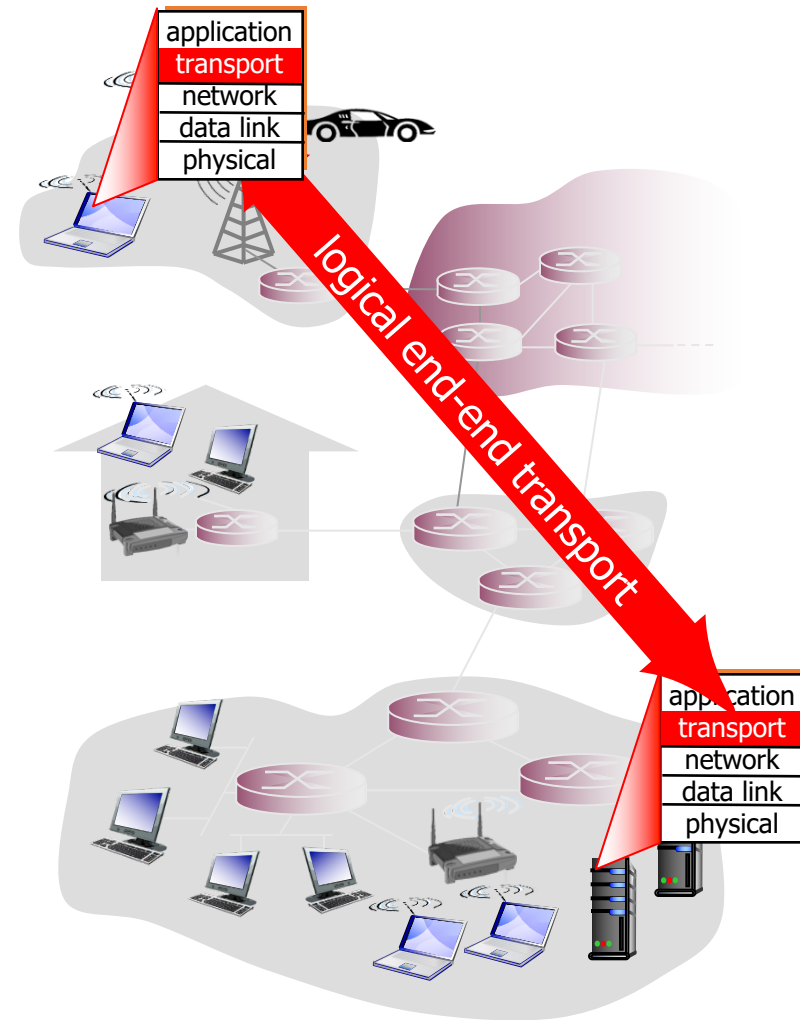 application
transport
network
data link
physical
logical end-end transport
application
transport
network
data link
physical